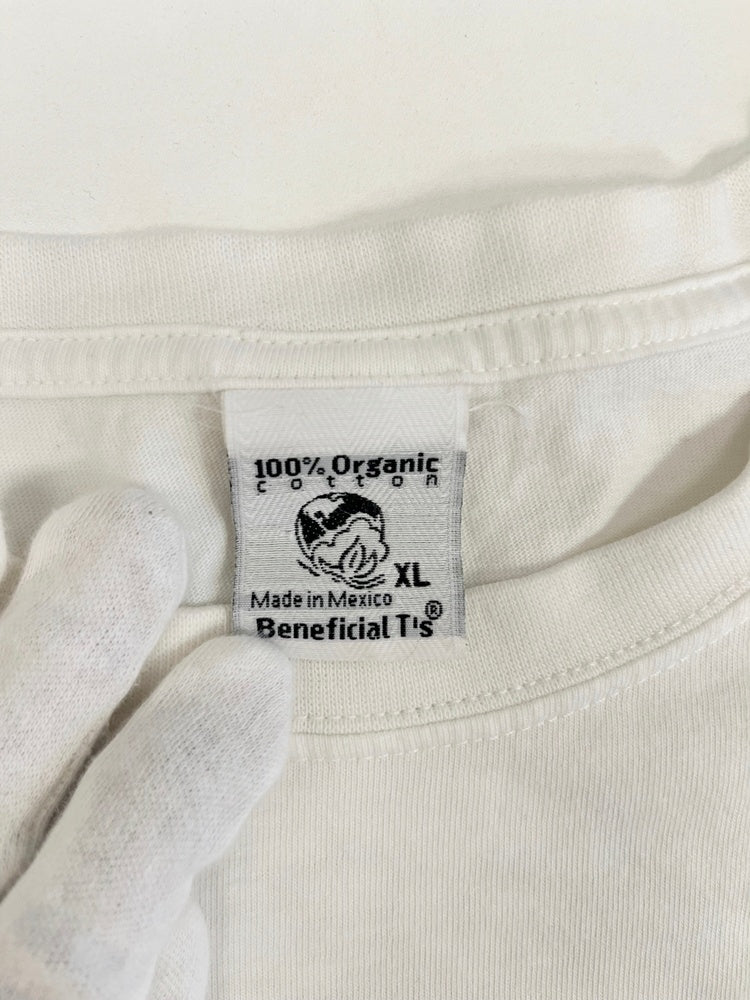 100% Organic
cotton
XL
Made in Mexico
Beneficial T's®